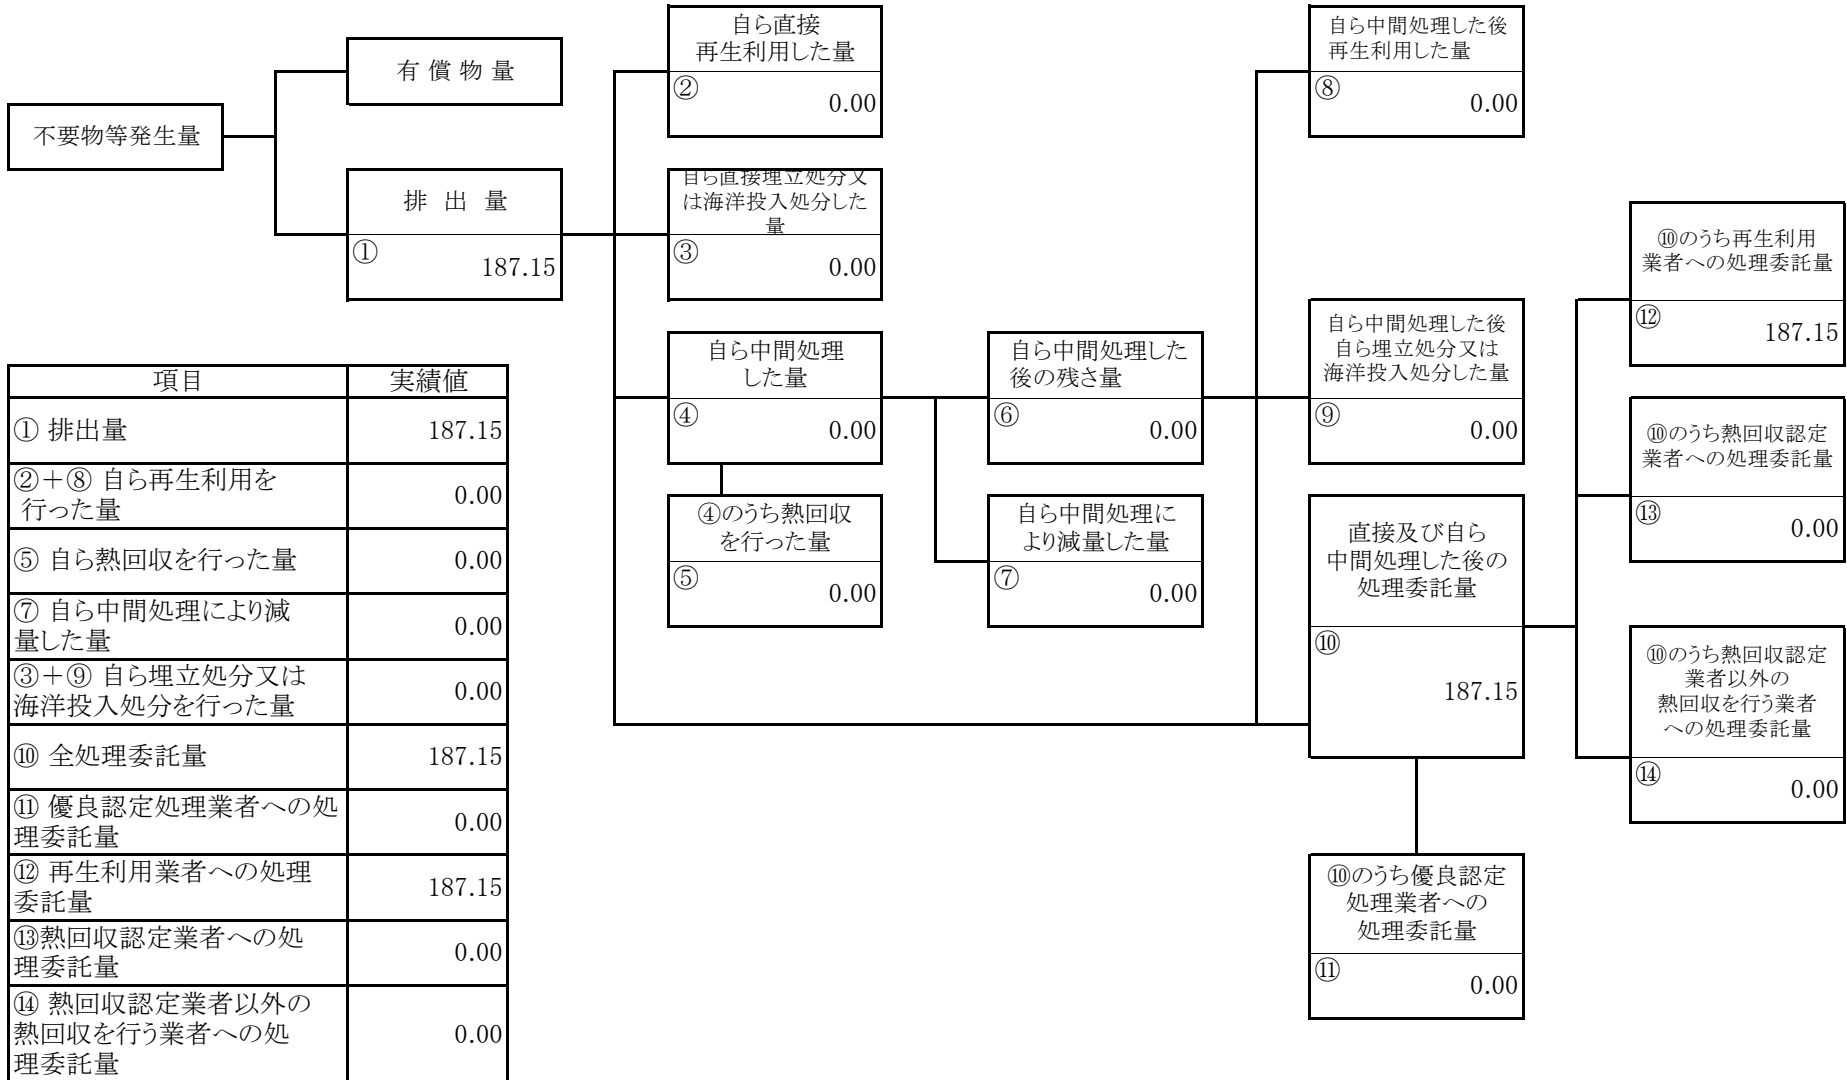 不要物等発生量
有 償 物 量
排 出 量
①
187.15
自ら直接
再生利用した量
②
0.00
自ら直接埋立処分又
は海洋投入処分した
量
③
0.00
自ら中間処理
した量
④
0.00
④のうち熱回収
を行った量
⑤
0.00
自ら中間処理した
後の残さ量
⑥
0.00
自ら中間処理に
より減量した量
⑦
0.00
自ら中間処理した後
再生利用した量
⑧
0.00
自ら中間処理した後
自ら埋立処分又は
海洋投入処分した量
⑨
0.00
直接及び自ら
中間処理した後の
処理委託量
⑩
187.15
⑩のうち優良認定
処理業者への
処理委託量
⑪
0.00
⑩のうち再生利用
業者への処理委託量
⑫
187.15
⑩のうち熱回収認定
業者への処理委託量
⑬
0.00
⑩のうち熱回収認定
業者以外の
熱回収を行う業者
への処理委託量
⑭
0.00
項目 実績値
① 排出量 187.15
②＋⑧ 自ら再生利用を
行った量
0.00
⑤ 自ら熱回収を行った量 0.00
⑦ 自ら中間処理により減
量した量
0.00
③＋⑨ 自ら埋立処分又は
海洋投入処分を行った量
0.00
⑩ 全処理委託量 187.15
⑪ 優良認定処理業者への処
理委託量
0.00
⑫ 再生利用業者への処理
委託量
187.15
⑬熱回収認定業者への処
理委託量
0.00
⑭ 熱回収認定業者以外の
熱回収を行う業者への処
理委託量
0.00